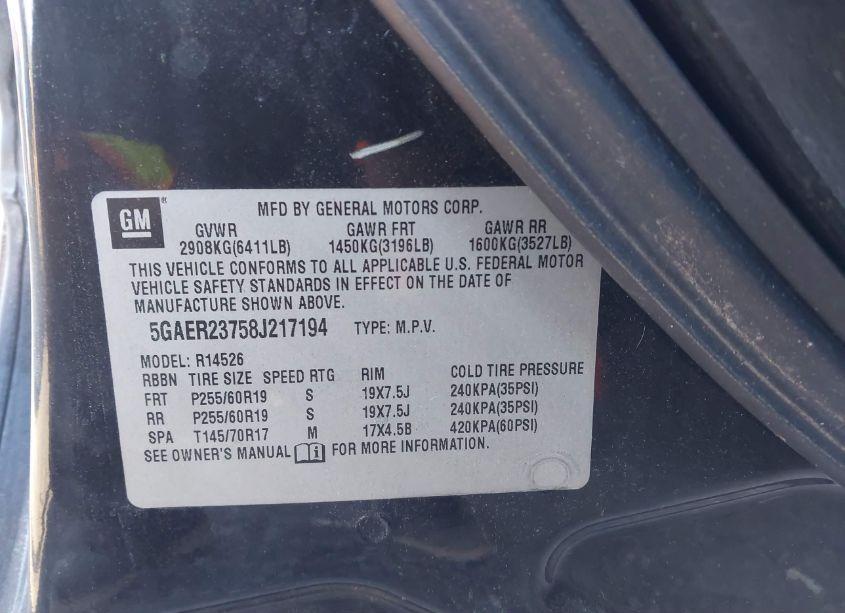 GM ®
MFD BY GENERAL MOTORS CORP.
GVWR GAWR FRT GAWR RR
2908KG(6411LB) 1450KG(3196LB) 1600KG(3527LB)
THIS VEHICLE CONFORMS TO ALL APPLICABLE U.S. FEDERAL MOTOR
VEHICLE SAFETY STANDARDS IN EFFECT ON THE DATE OF
MANUFACTURE SHOWN ABOVE.
5GAER23758J217194 TYPE: M.P.V.
MODEL: R14526
RBBN TIRE SIZE SPEED RTG RIM COLD TIRE PRESSURE
FRT P255/60R19 S 19X7.5J 240KPA(35PSI)
RR P255/60R19 S 19X7.5J 240KPA(35PSI)
SPA T145/70R17 M 17X4.5B 420KPA(60PSI)
SEE OWNER'S MANUAL i FOR MORE INFORMATION.